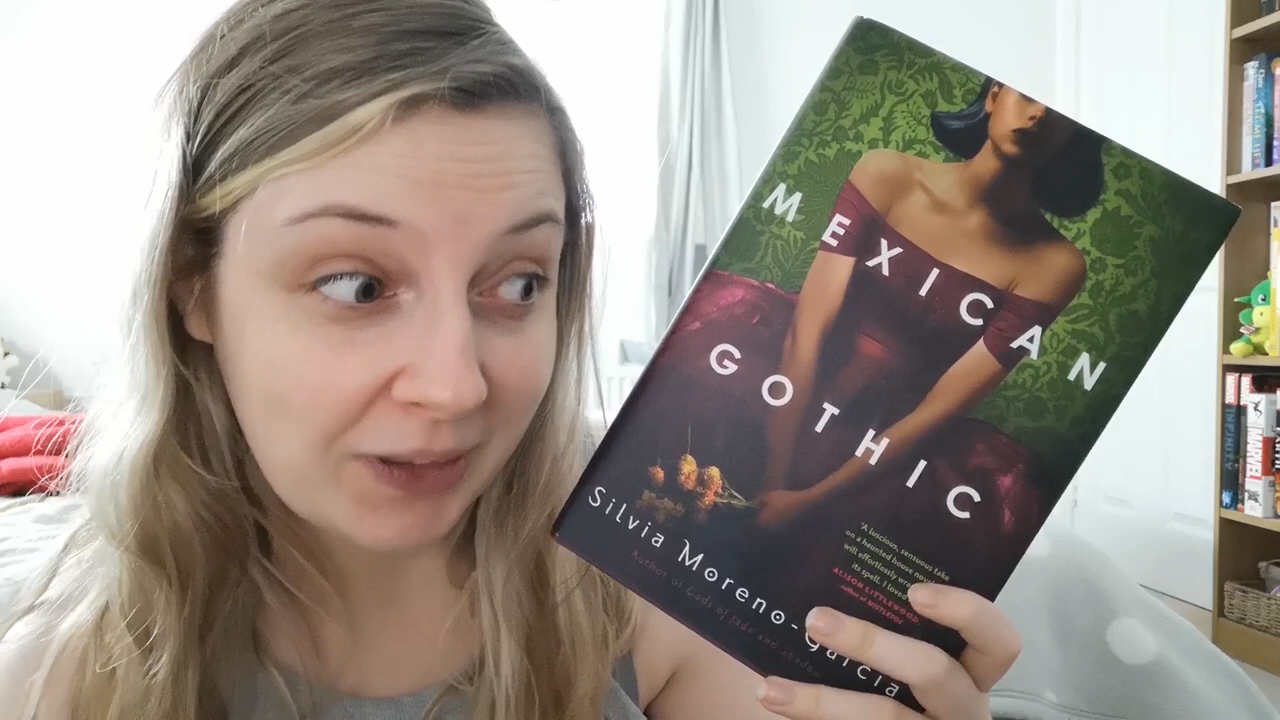 MEXICAN
GOTHIC
Silvia Moreno-Garcia
Author of Gods of Jade and Shadow
'A luscious, sensuous take
on a haunted house novel
will effortlessly
its spell. I loved
ALISON LITTLEWOOD,
author of MISTLETOE
INFINITY
MARVEL